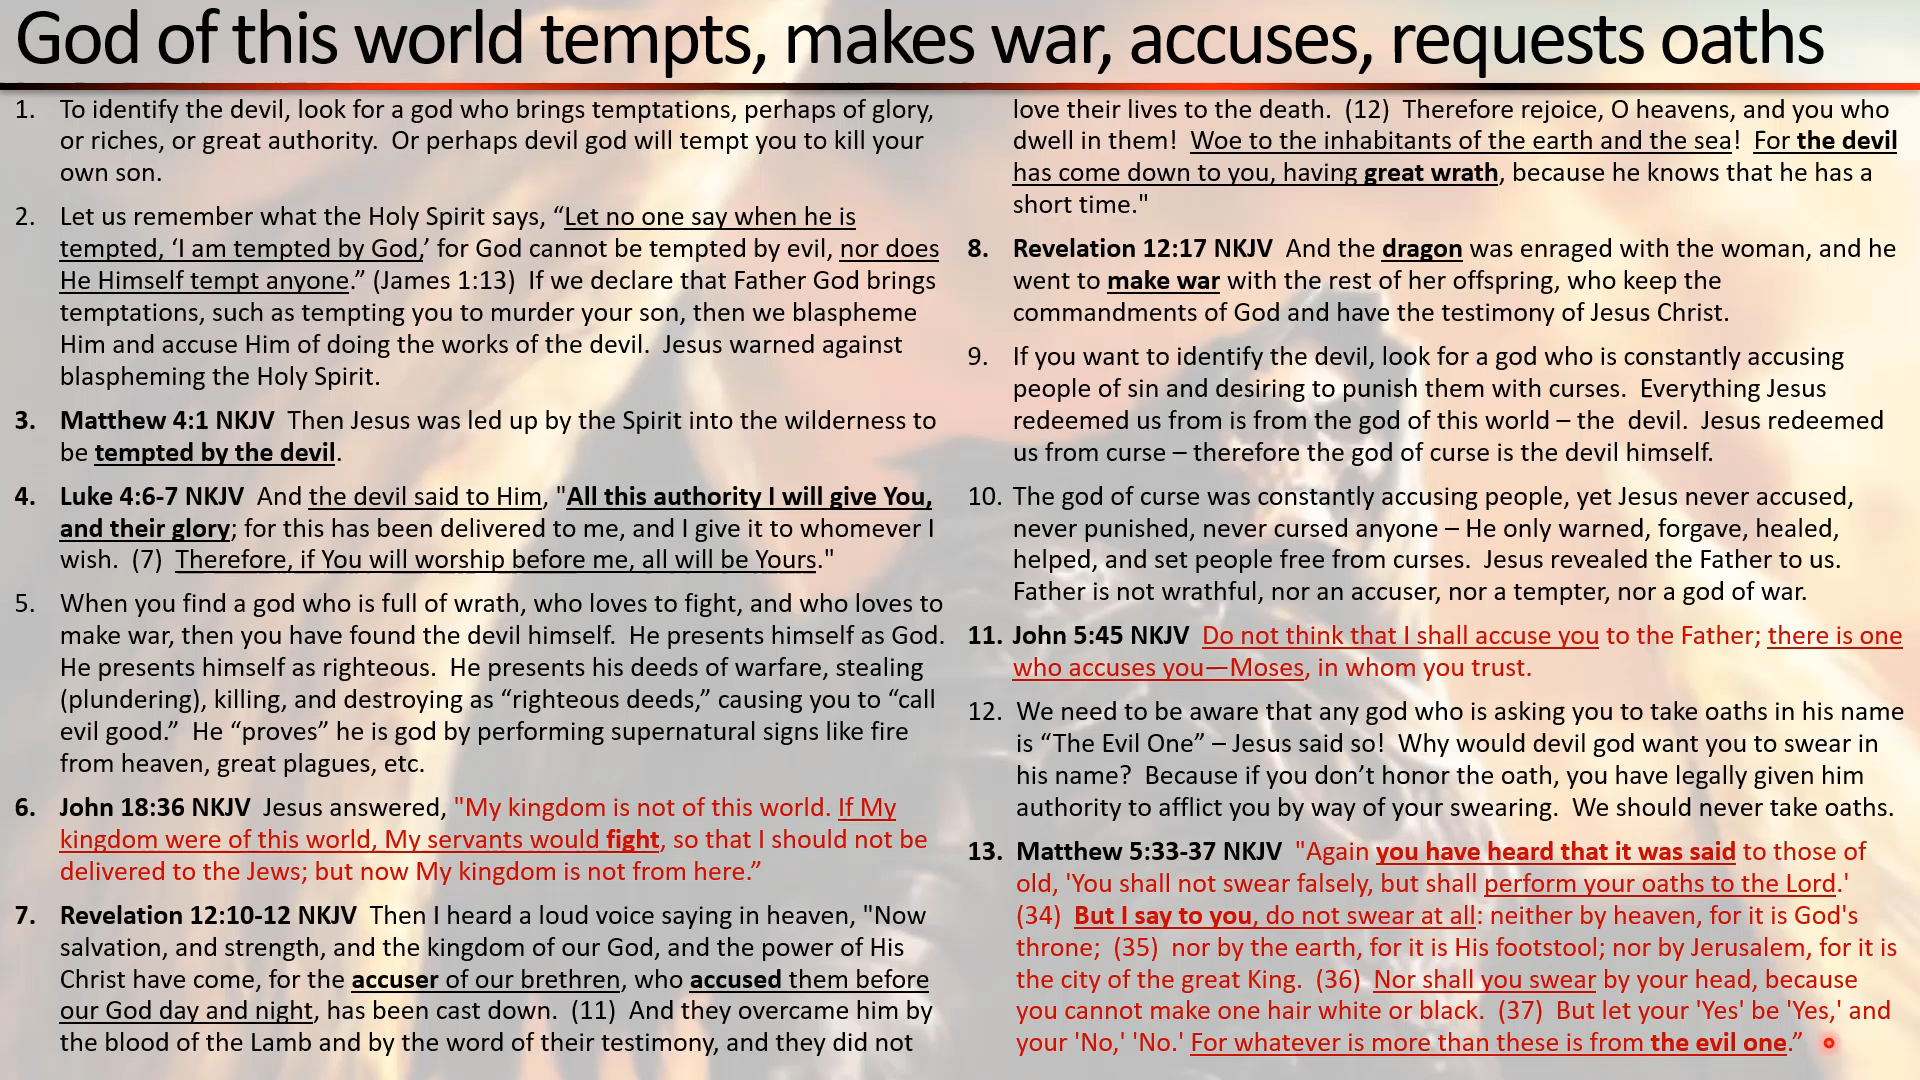 God of this world tempts, makes war, accuses, requests oaths
1. To identify the devil, look for a god who brings temptations, perhaps of glory,
or riches, or great authority.  Or perhaps devil god will tempt you to kill your
own son.
2. Let us remember what the Holy Spirit says, “Let no one say when he is
tempted, ‘I am tempted by God,’ for God cannot be tempted by evil, nor does
He Himself tempt anyone.” (James 1:13)  If we declare that Father God brings
temptations, such as tempting you to murder your son, then we blaspheme
Him and accuse Him of doing the works of the devil.  Jesus warned against
blaspheming the Holy Spirit.
3. Matthew 4:1 NKJV  Then Jesus was led up by the Spirit into the wilderness to
be tempted by the devil.
4. Luke 4:6-7 NKJV  And the devil said to Him, "All this authority I will give You,
and their glory; for this has been delivered to me, and I give it to whomever I
wish.  (7)  Therefore, if You will worship before me, all will be Yours."
5. When you find a god who is full of wrath, who loves to fight, and who loves to
make war, then you have found the devil himself.  He presents himself as God.
He presents himself as righteous.  He presents his deeds of warfare, stealing
(plundering), killing, and destroying as “righteous deeds,” causing you to “call
evil good.”  He “proves” he is god by performing supernatural signs like fire
from heaven, great plagues, etc.
6. John 18:36 NKJV  Jesus answered, "My kingdom is not of this world. If My
kingdom were of this world, My servants would fight, so that I should not be
delivered to the Jews; but now My kingdom is not from here.”
7. Revelation 12:10-12 NKJV  Then I heard a loud voice saying in heaven, "Now
salvation, and strength, and the kingdom of our God, and the power of His
Christ have come, for the accuser of our brethren, who accused them before
our God day and night, has been cast down.  (11)  And they overcame him by
the blood of the Lamb and by the word of their testimony, and they did not
love their lives to the death.  (12)  Therefore rejoice, O heavens, and you who
dwell in them!  Woe to the inhabitants of the earth and the sea!  For the devil
has come down to you, having great wrath, because he knows that he has a
short time."
8. Revelation 12:17 NKJV  And the dragon was enraged with the woman, and he
went to make war with the rest of her offspring, who keep the
commandments of God and have the testimony of Jesus Christ.
9. If you want to identify the devil, look for a god who is constantly accusing
people of sin and desiring to punish them with curses.  Everything Jesus
redeemed us from is from the god of this world – the  devil.  Jesus redeemed
us from curse – therefore the god of curse is the devil himself.
10. The god of curse was constantly accusing people, yet Jesus never accused,
never punished, never cursed anyone – He only warned, forgave, healed,
helped, and set people free from curses.  Jesus revealed the Father to us.
Father is not wrathful, nor an accuser, nor a tempter, nor a god of war.
11. John 5:45 NKJV  Do not think that I shall accuse you to the Father; there is one
who accuses you—Moses, in whom you trust.
12. We need to be aware that any god who is asking you to take oaths in his name
is “The Evil One” – Jesus said so!  Why would devil god want you to swear in
his name?  Because if you don’t honor the oath, you have legally given him
authority to afflict you by way of your swearing.  We should never take oaths.
13. Matthew 5:33-37 NKJV  "Again you have heard that it was said to those of
old, 'You shall not swear falsely, but shall perform your oaths to the Lord.'
(34)  But I say to you, do not swear at all: neither by heaven, for it is God's
throne;  (35)  nor by the earth, for it is His footstool; nor by Jerusalem, for it is
the city of the great King.  (36)  Nor shall you swear by your head, because
you cannot make one hair white or black.  (37)  But let your 'Yes' be 'Yes,' and
your 'No,' 'No.' For whatever is more than these is from the evil one.”